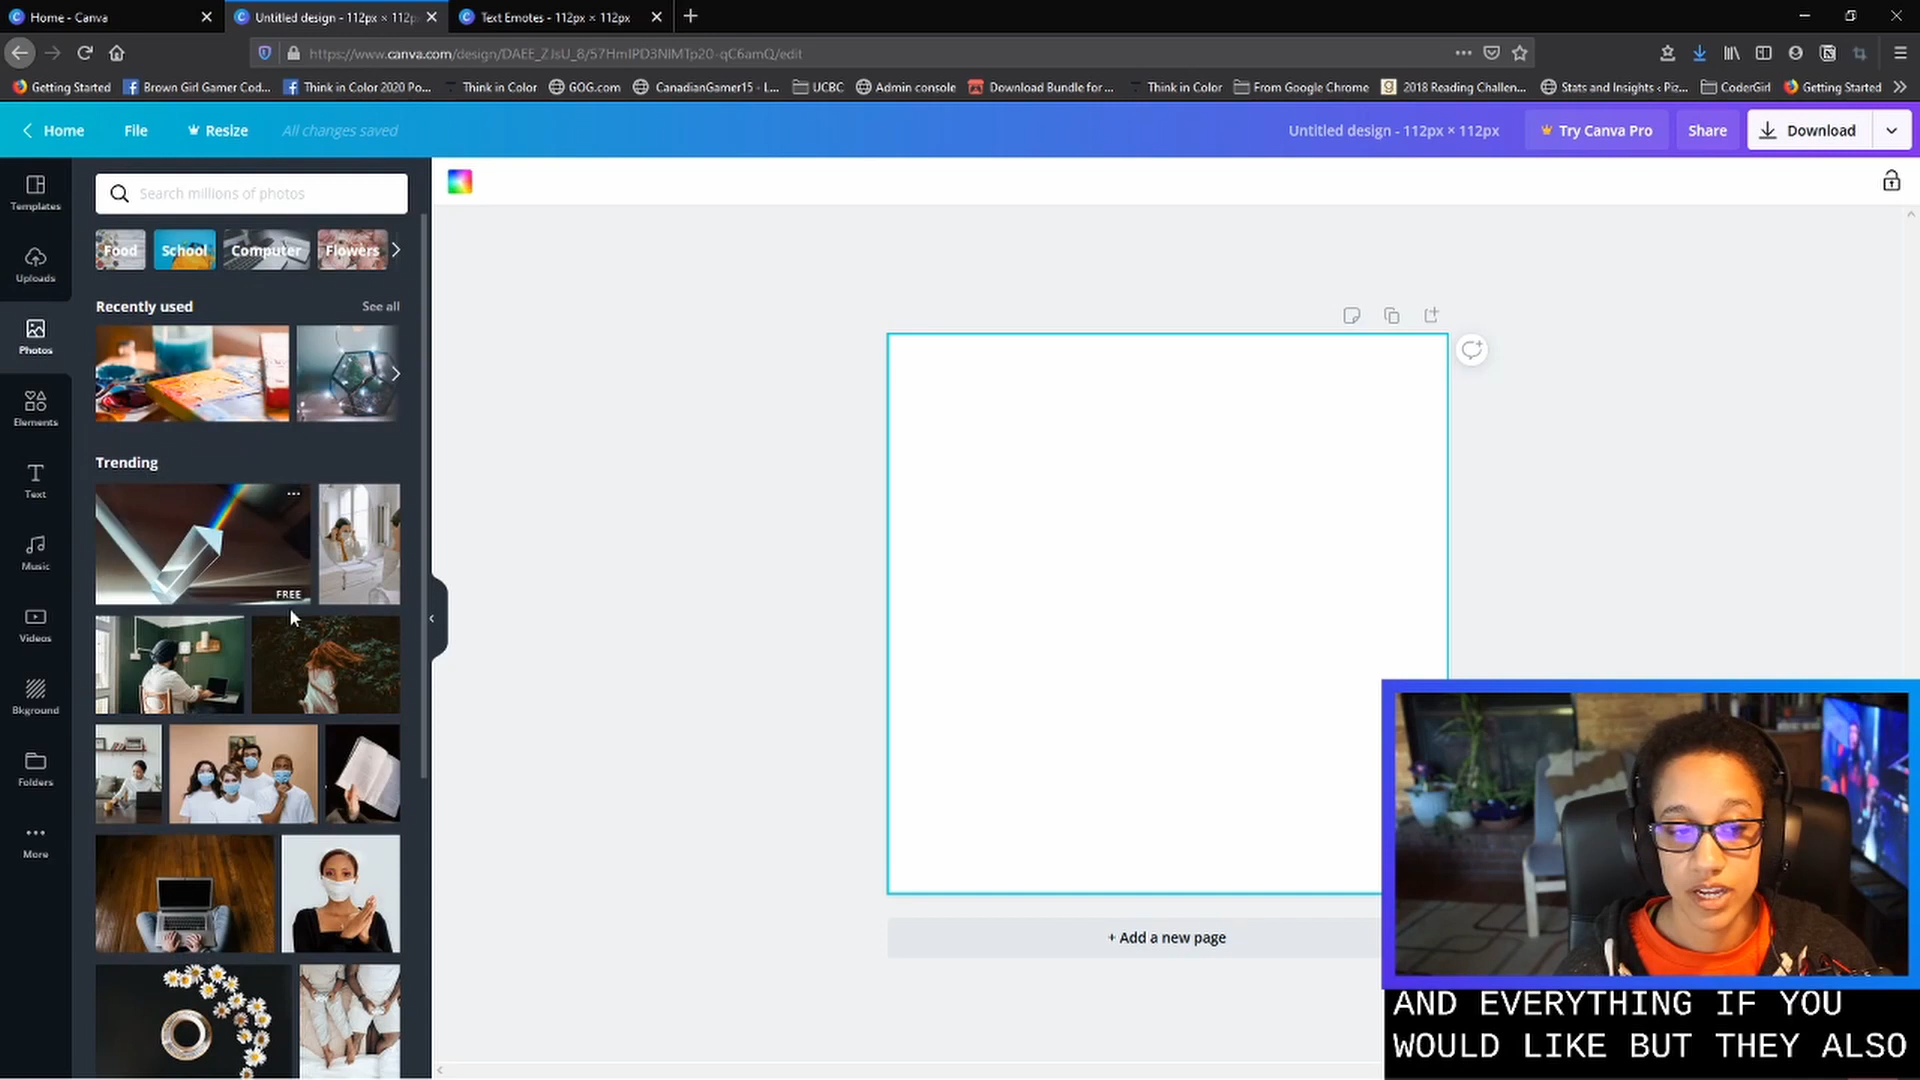 Home - Canva
Untitled design - 112px × 112px
Text Emotes - 112px × 112px
https://www.canva.com/design/DAEE_ZJsU_8/57HmIPD3NIMTp20-qC6amQ/edit
Getting Started
Brown Girl Gamer Cod...
Think in Color 2020 Po...
Think in Color
GOG.com
CanadianGamer15 - L...
UCBC
Admin console
Download Bundle for ...
Think in Color
From Google Chrome
2018 Reading Challen...
Stats and Insights ‹ Piz...
CoderGirl
Getting Started
Home
File
Resize
All changes saved
Untitled design - 112px × 112px
Try Canva Pro
Share
Download
Templates
Uploads
Photos
Elements
Text
Music
Videos
Bkground
Folders
More
Search millions of photos
Food
School
Computer
Flowers
Recently used
See all
Trending
FREE
+ Add a new page
AND EVERYTHING IF YOU
WOULD LIKE BUT THEY ALSO